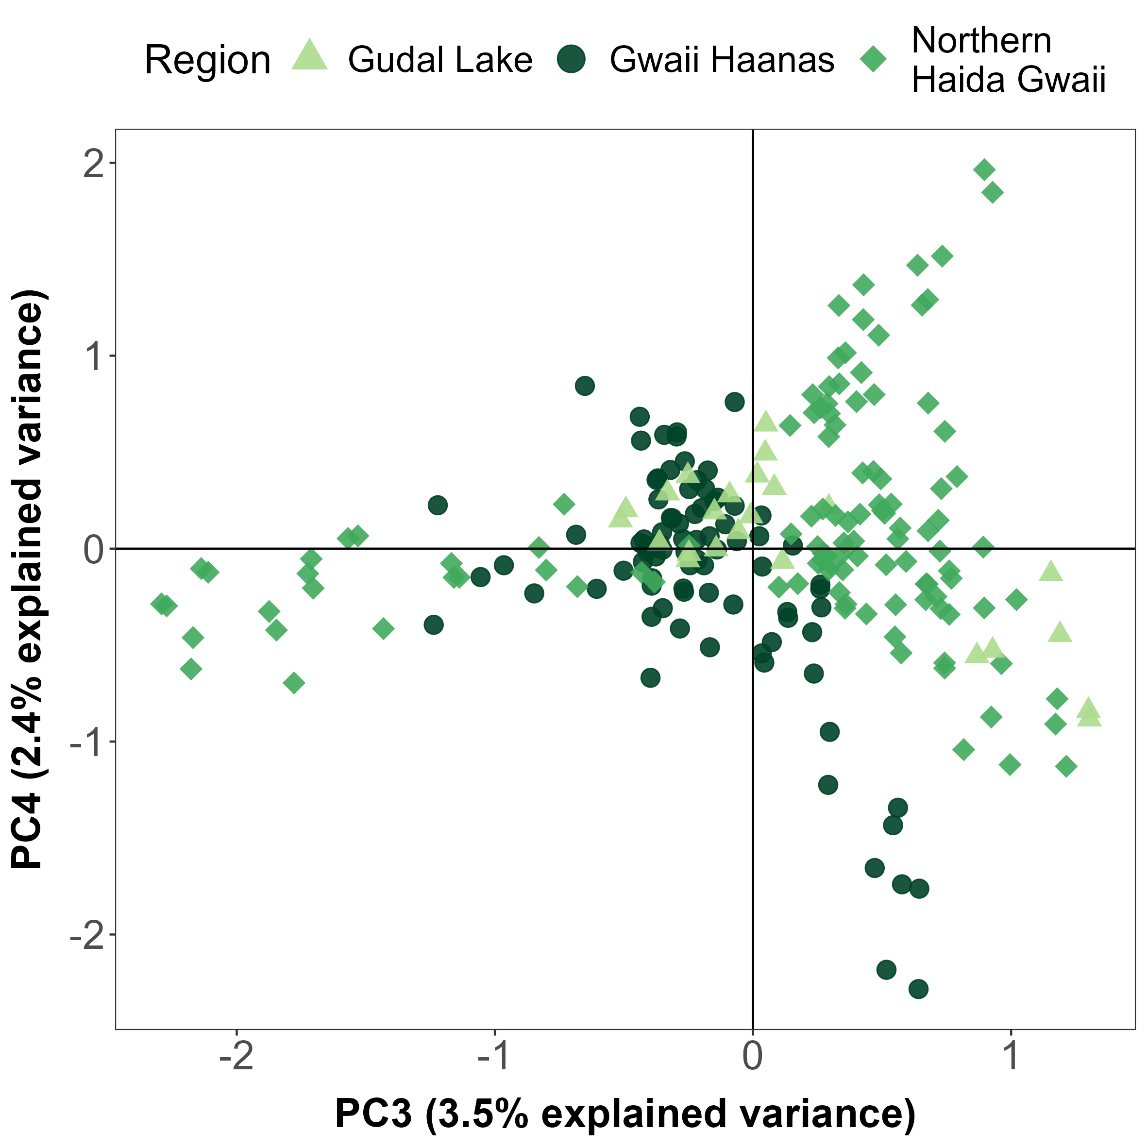 Region Gudal Lake Gwaii Haanas Northern
Haida Gwaii
2
1
0
-1
-2
PC4 (2.4% explained variance)
-2 -1 0 1
PC3 (3.5% explained variance)